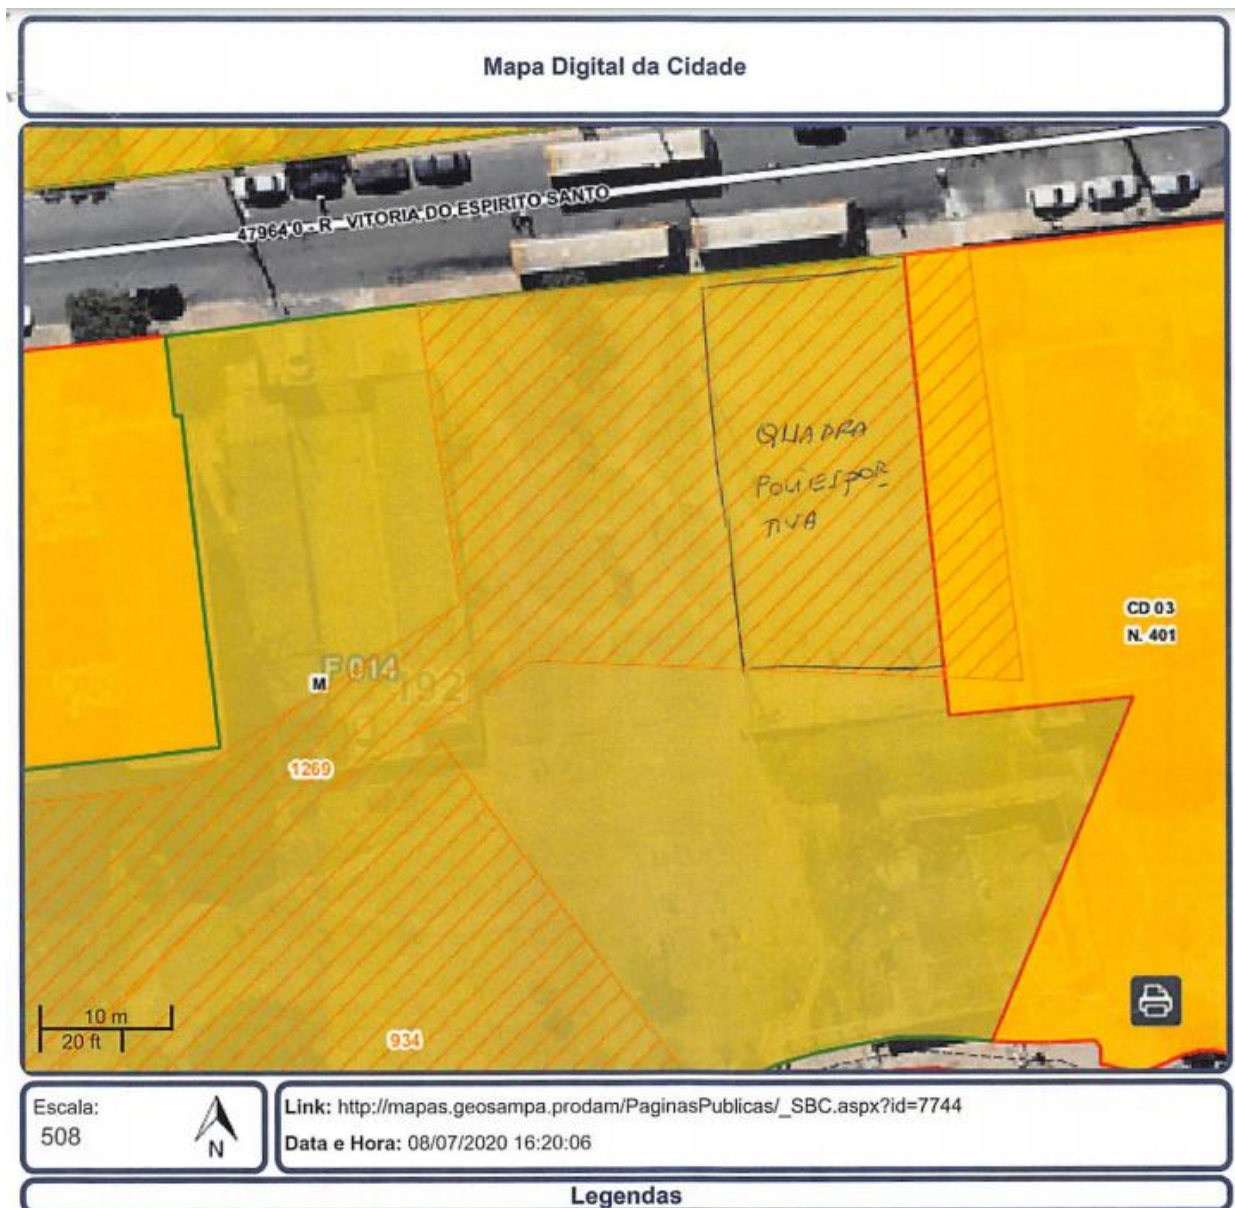 Mapa Digital da Cidade
47964 0 - R VITORIA DO ESPIRITO SANTO
QUADRA
POLIESPOR_
TIVA
CD 03
N. 401
F 014
192
M
1269
934
10 m
20 ft
Escala:
508
N
Link: http://mapas.geosampa.prodam/PaginasPublicas/_SBC.aspx?id=7744
Data e Hora: 08/07/2020 16:20:06
Legendas